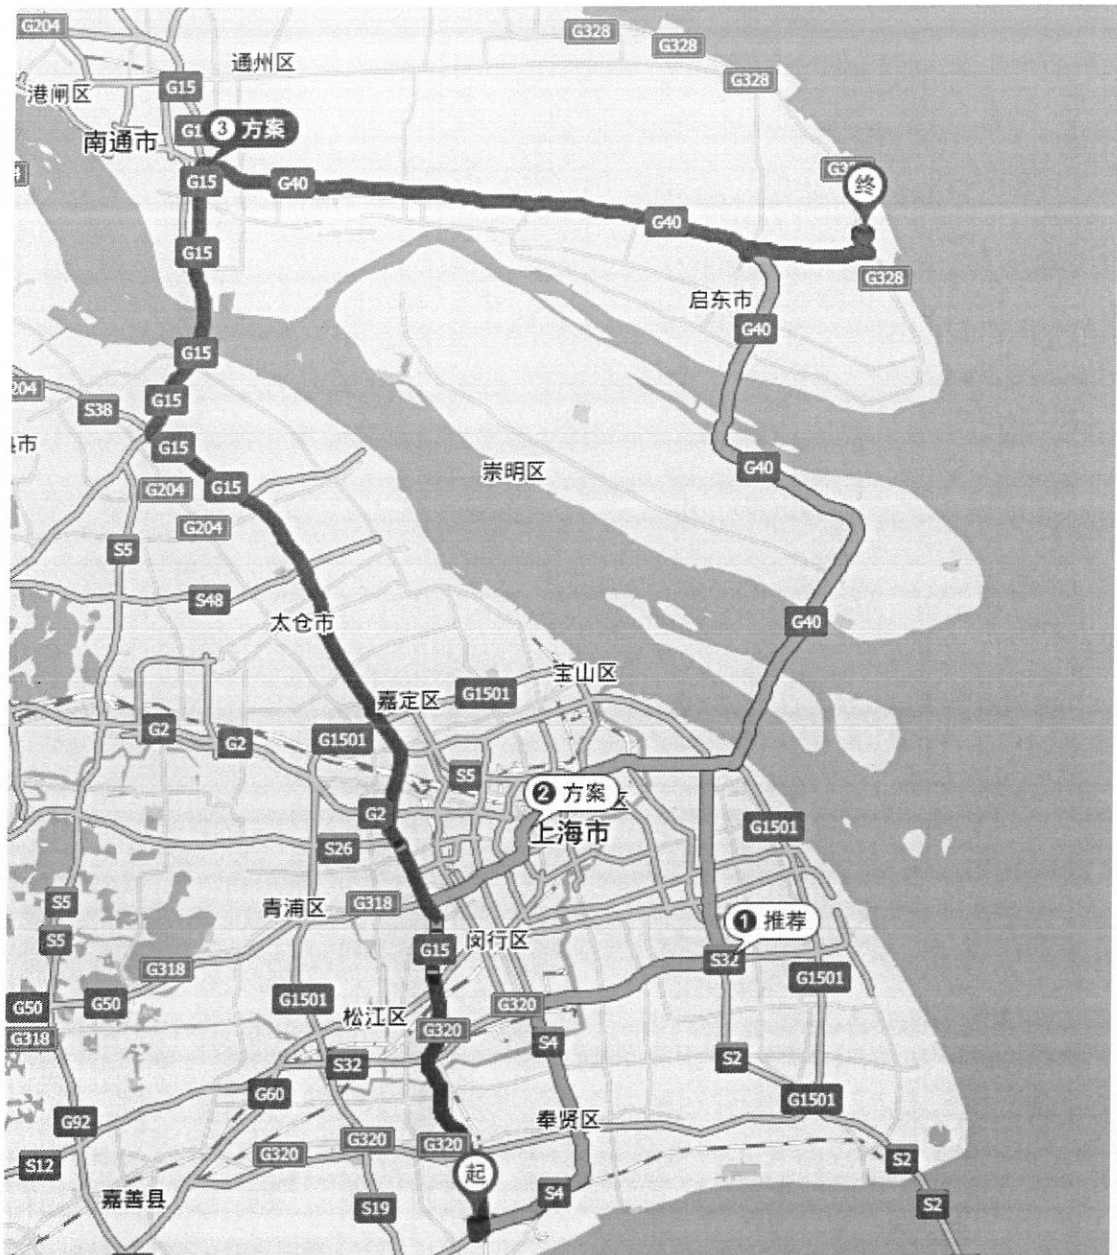 G204
G328
G328
通州区
G328
G15
港闸区
南通市
G1
3 方案
G3
终
G15
G40
G40
G15
G328
启东市
G40
G15
204
G15
S38
市
G15
G40
崇明区
G204
G15
G204
S5
S48
太仓市
G40
宝山区
嘉定区
G1501
G2
G2
G1501
S5
2 方案
区
G2
上海市
G1501
S26
S5
青浦区
G318
1 推荐
S5
闵行区
G15
S32
G318
G1501
G1501
G50
G50
G320
松江区
G318
G320
S4
S32
S2
G60
G1501
G92
奉贤区
G320
G320
G320
S12
S2
起
S4
嘉善县
S19
S2